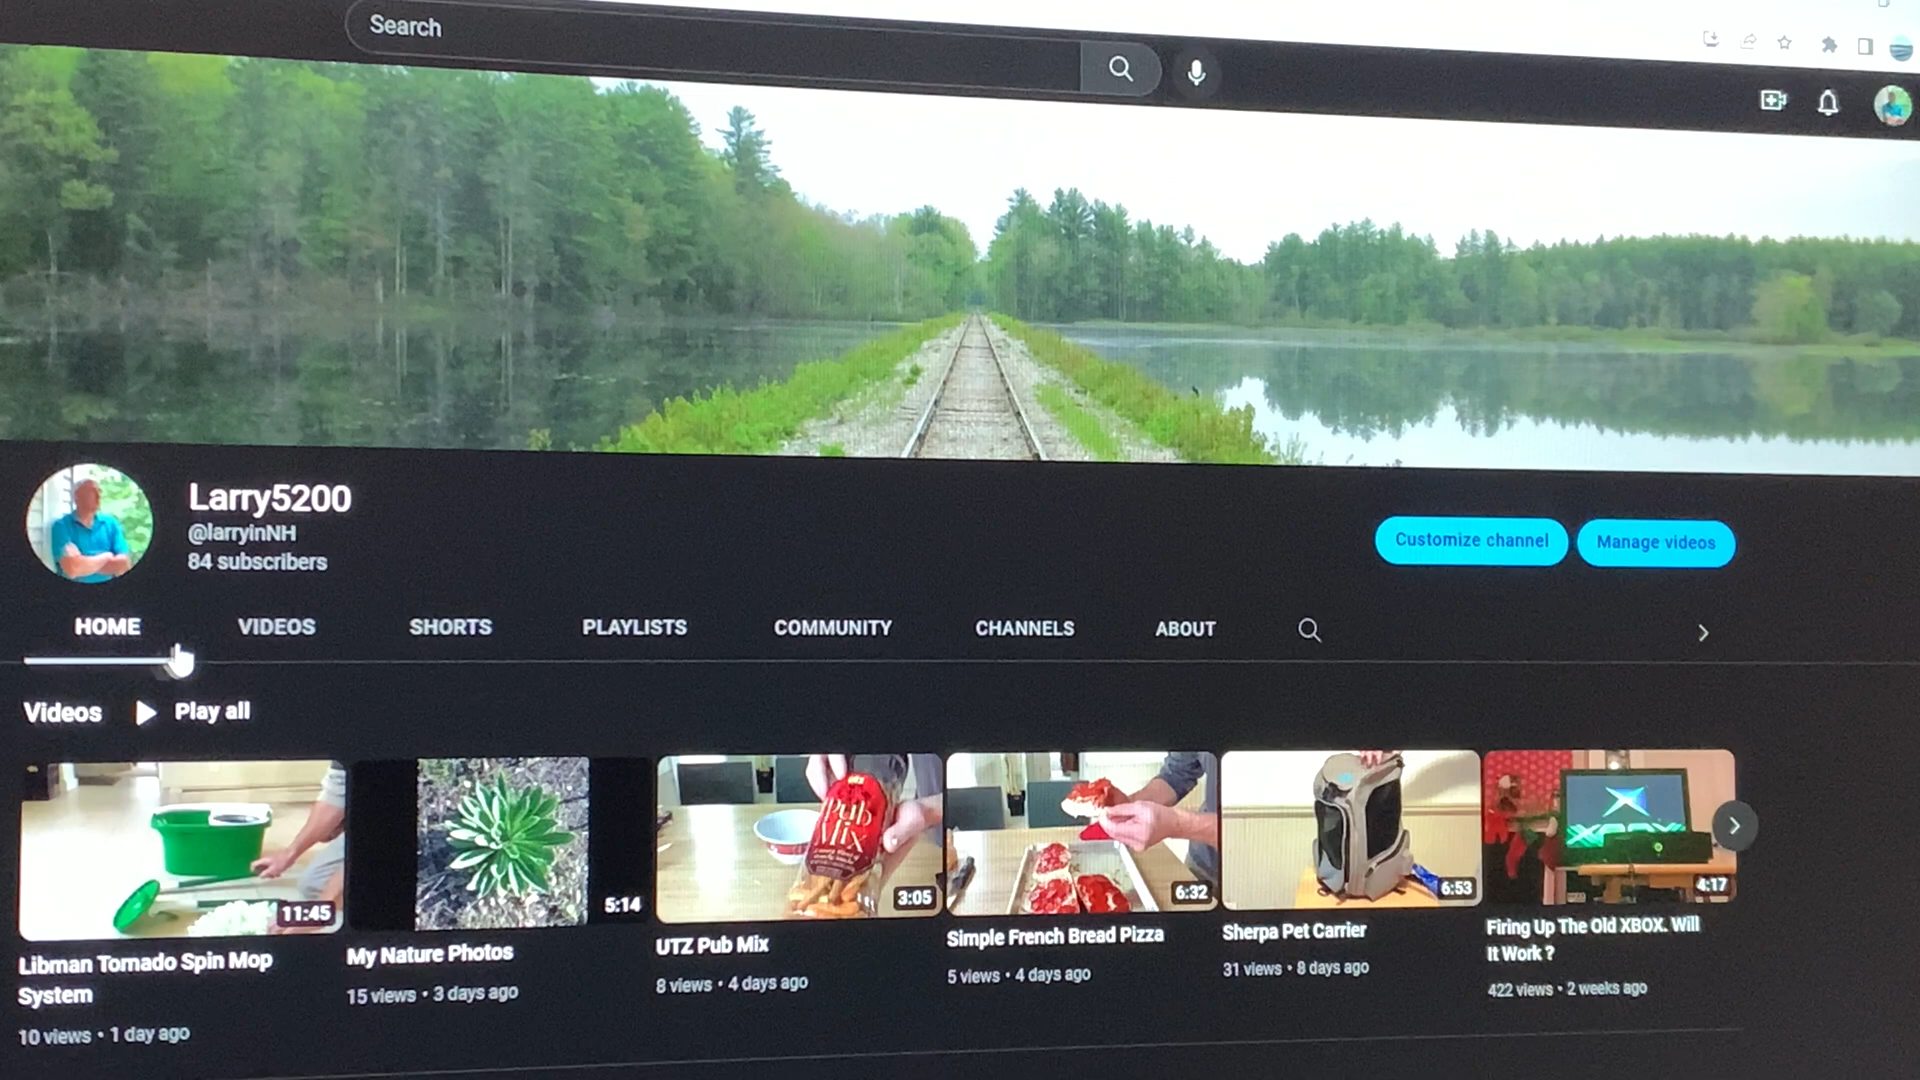 Search
Larry5200
@larryinNH
84 subscribers
Customize channel
Manage videos
HOME
VIDEOS
SHORTS
PLAYLISTS
COMMUNITY
CHANNELS
ABOUT
Videos
Play all
11:45
5:14
Pub
Mix
3:05
6:32
6:53
XBOX
4:17
Libman Tornado Spin Mop
System
10 views • 1 day ago
My Nature Photos
15 views • 3 days ago
UTZ Pub Mix
8 views • 4 days ago
Simple French Bread Pizza
5 views • 4 days ago
Sherpa Pet Carrier
31 views • 8 days ago
Firing Up The Old XBOX. Will
It Work ?
422 views • 2 weeks ago